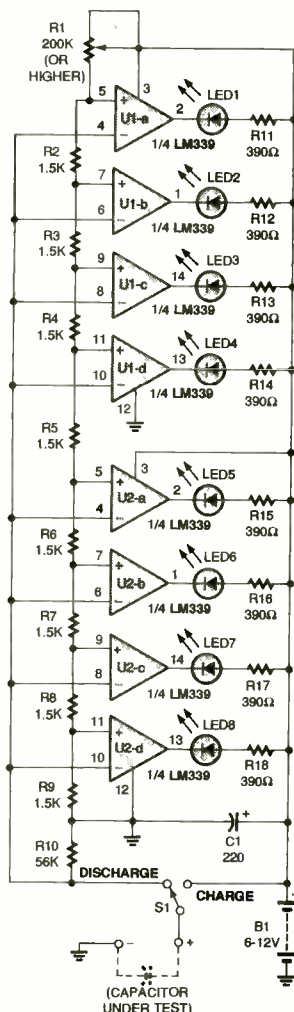 R1
200K
(OR
HIGHER)
3
5
+
4
−
U1-a
2
LED1
1/4 LM339
R11
390Ω
R2
1.5K
7
+
6
−
U1-b
1
LED2
1/4 LM339
R12
390Ω
R3
1.5K
9
+
8
−
U1-c
14
LED3
1/4 LM339
R13
390Ω
R4
1.5K
11
+
10
−
U1-d
13
LED4
1/4 LM339
12
R14
390Ω
R5
1.5K
3
5
+
4
−
U2-a
2
LED5
1/4 LM339
R15
390Ω
R6
1.5K
7
+
6
−
U2-b
1
LED6
1/4 LM339
R16
390Ω
R7
1.5K
9
+
8
−
U2-c
14
LED7
1/4 LM339
R17
390Ω
R8
1.5K
11
+
10
−
U2-d
13
LED8
1/4 LM339
12
R18
390Ω
R9
1.5K
+
C1
220
R10
56K
DISCHARGE
CHARGE
S1
B1
6-12V
−
+
(CAPACITOR
UNDER TEST)